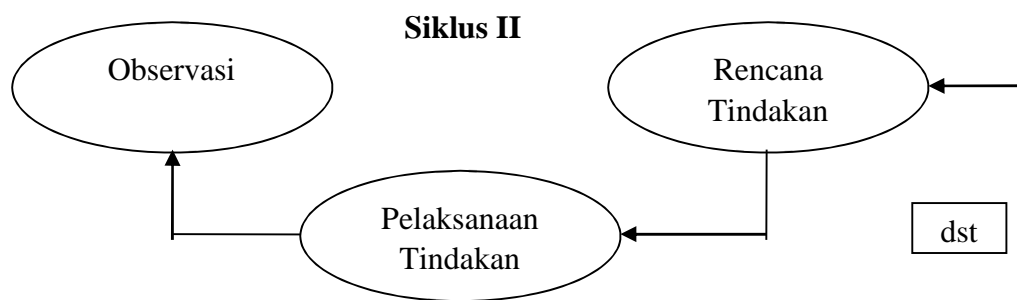 Siklus II
Observasi
Rencana
Tindakan
Pelaksanaan
Tindakan
dst